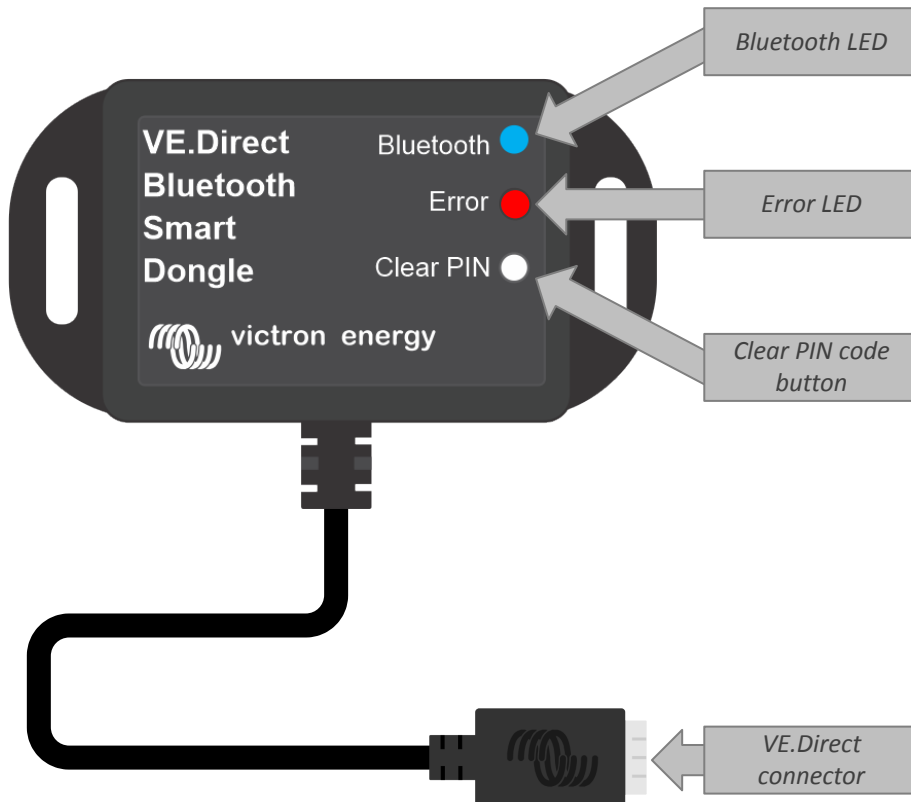 Bluetooth LED
VE.Direct
Bluetooth
Smart
Dongle
Bluetooth
Error
Clear PIN
victron energy
Error LED
Clear PIN code
button
VE.Direct
connector